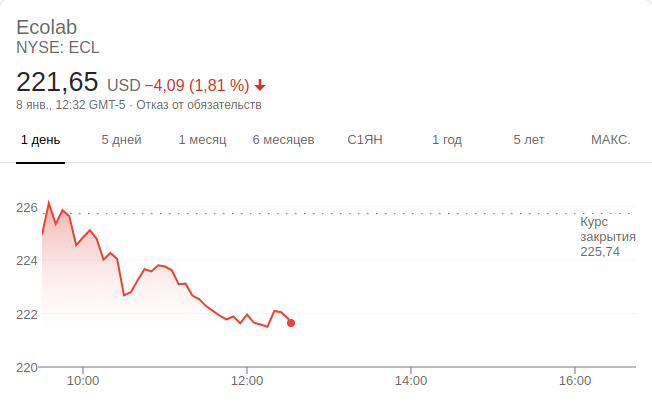 Ecolab
NYSE: ECL
221,65 USD −4,09 (1,81 %)
8 янв., 12:32 GMT-5 · Отказ от обязательств
1 день 5 дней 1 месяц 6 месяцев С1ЯН 1 год 5 лет МАКС.
226
Курс
закрытия
225,74
224
222
220
10:00 12:00 14:00 16:00